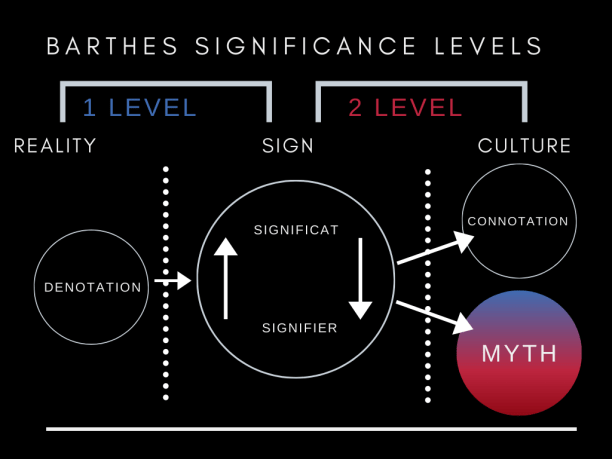 BARTHES SIGNIFICANCE LEVELS
1 LEVEL
2 LEVEL
REALITY
SIGN
CULTURE
DENOTATION
SIGNIFICAT
SIGNIFIER
CONNOTATION
MYTH